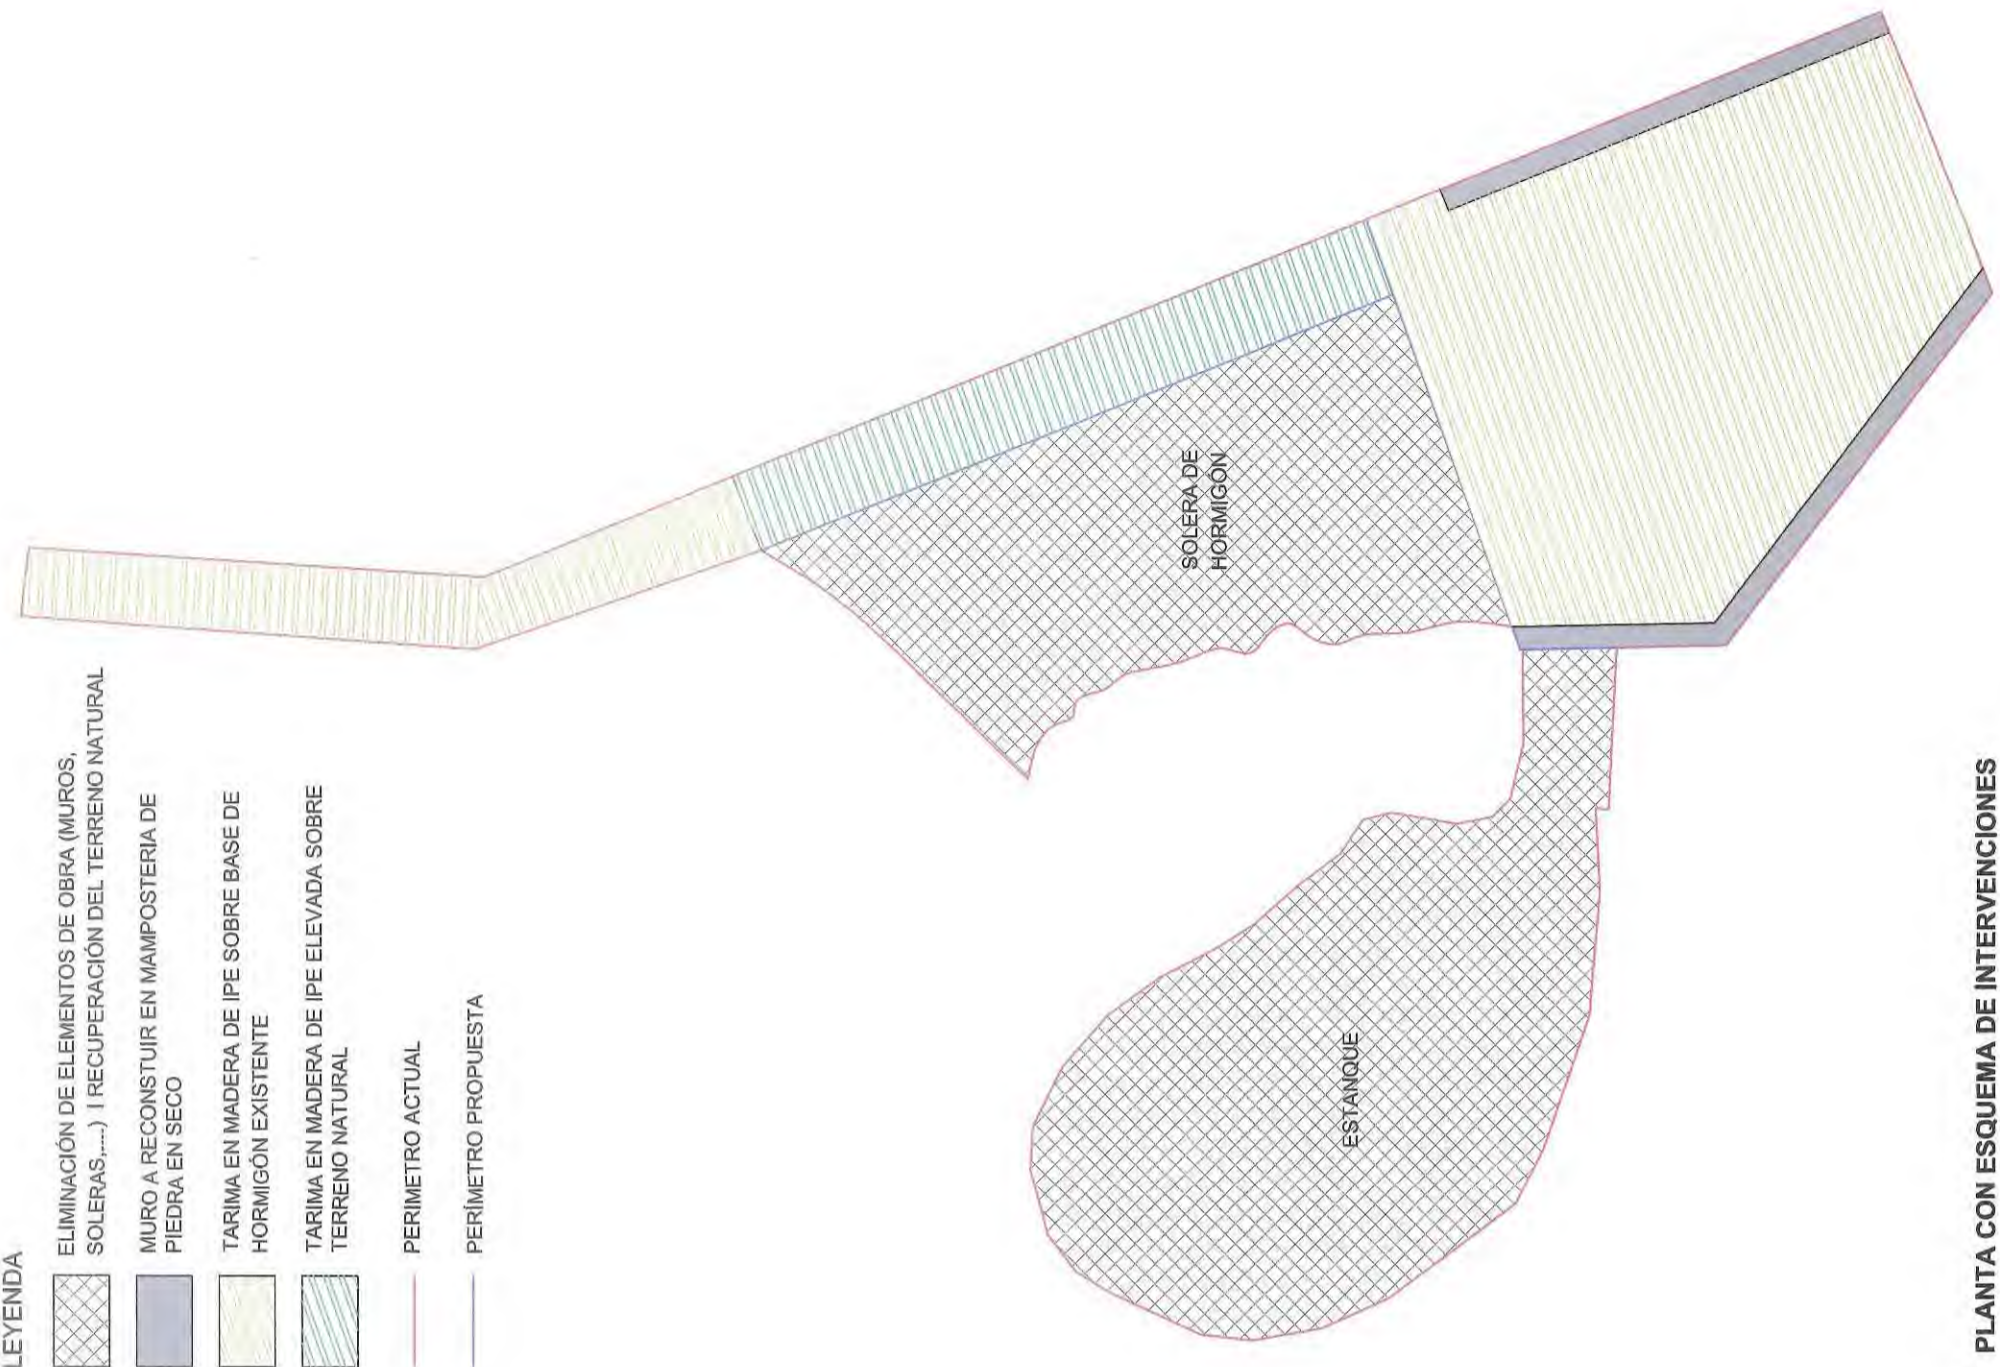 LEYENDA
ELIMINACIÓN DE ELEMENTOS DE OBRA (MUROS,
SOLERAS,....) I RECUPERACIÓN DEL TERRENO NATURAL
MURO A RECONSTUIR EN MAMPOSTERIA DE
PIEDRA EN SECO
TARIMA EN MADERA DE IPE SOBRE BASE DE
HORMIGÓN EXISTENTE
TARIMA EN MADERA DE IPE ELEVADA SOBRE
TERRENO NATURAL
PERIMETRO ACTUAL
PERÍMETRO PROPUESTA
SOLERA DE
HORMIGÓN
ESTANQUE
PLANTA CON ESQUEMA DE INTERVENCIONES